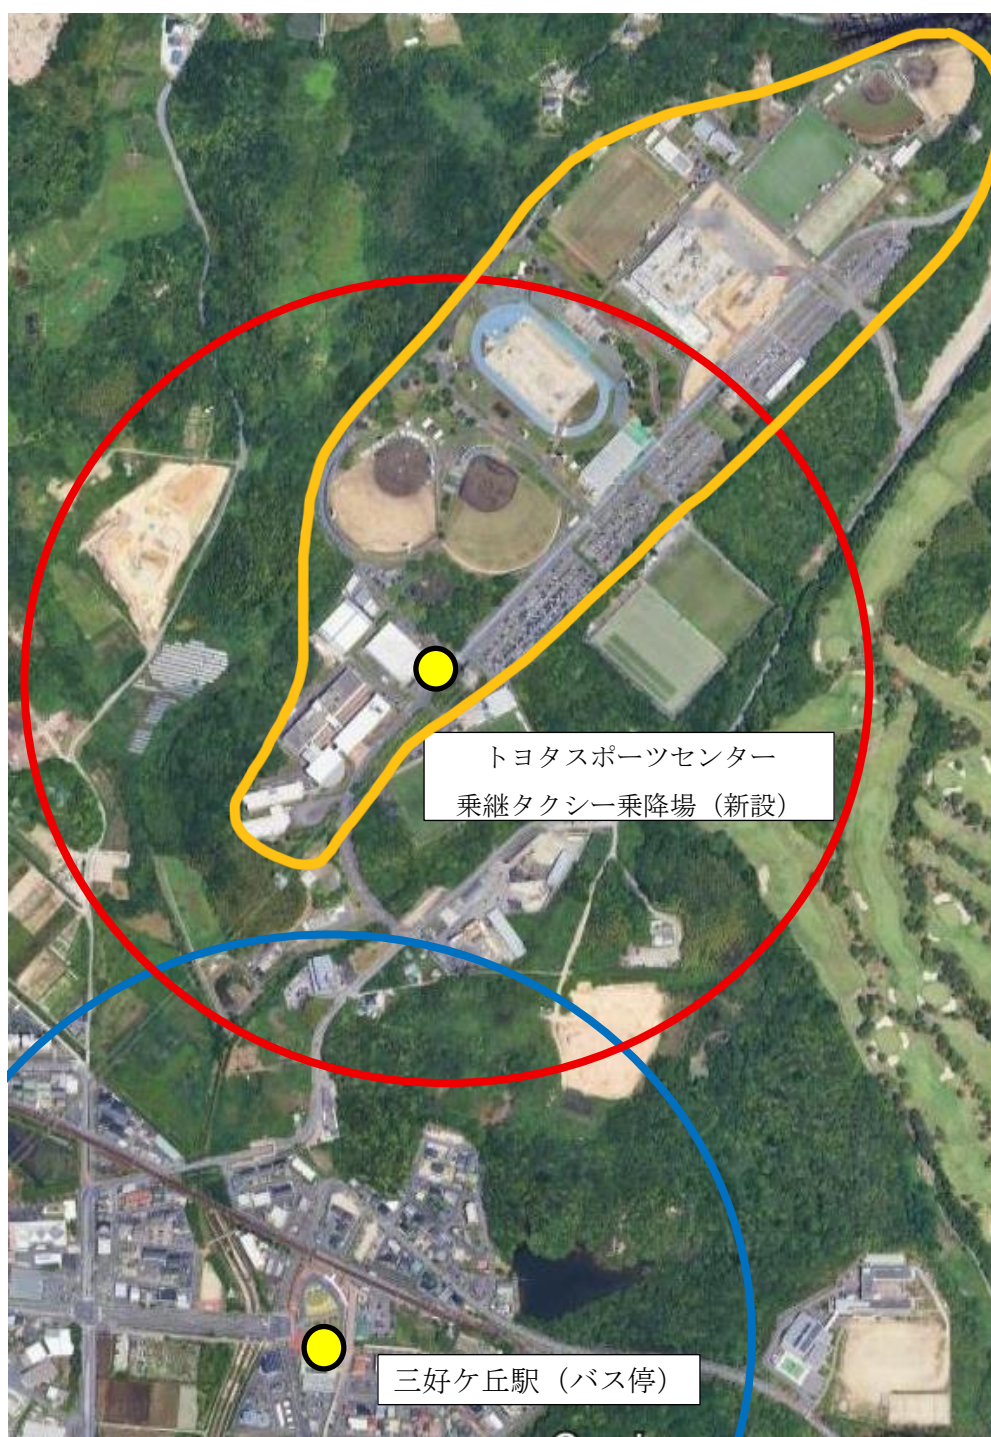 トヨタスポーツセンター
乗継タクシー乗降場（新設）
三好ケ丘駅（バス停）